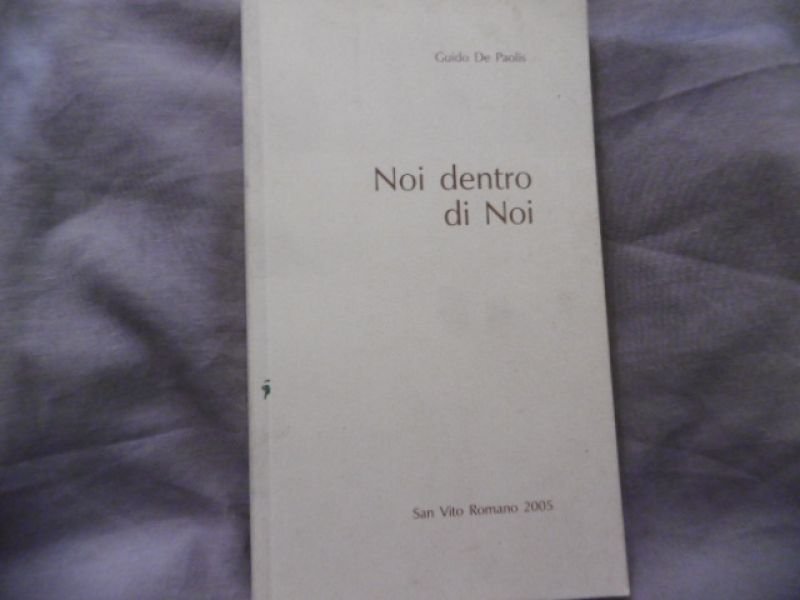 Guido De Paolis
Noi dentro
di Noi
San Vito Romano 2005